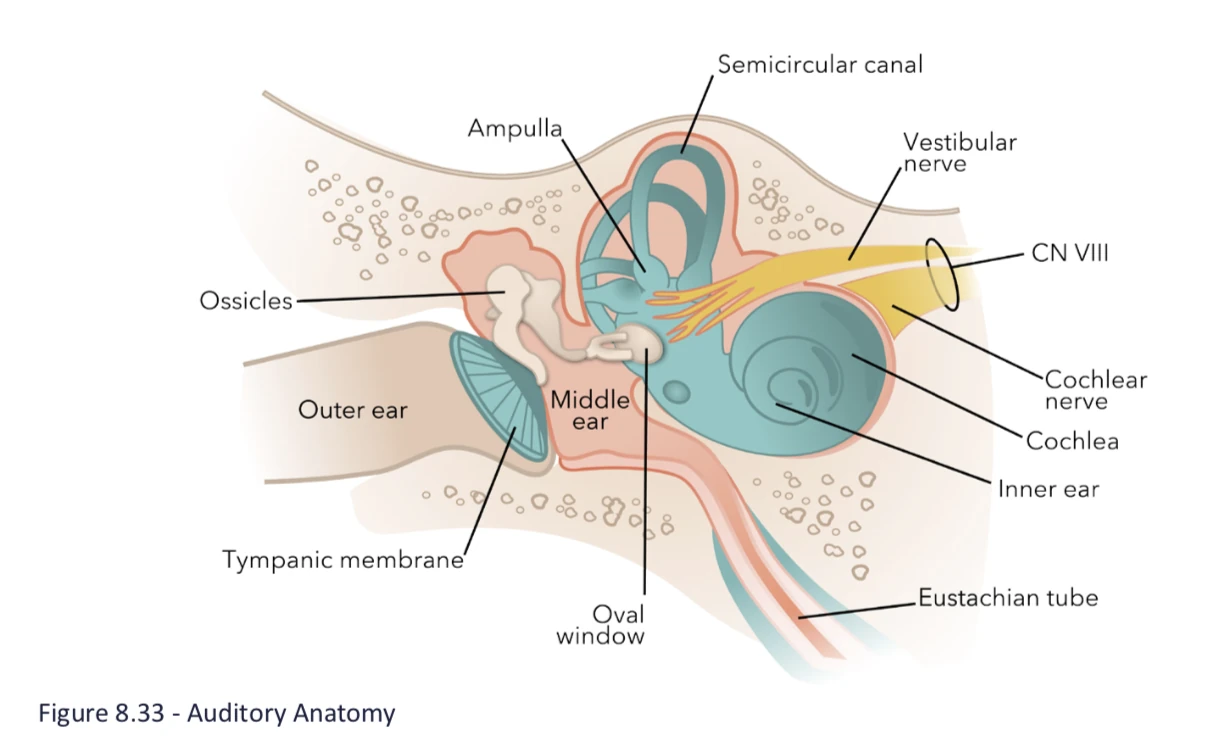 Semicircular canal
Ampulla
Vestibular
nerve
CN VIII
Ossicles
Outer ear
Middle
ear
Cochlear
nerve
Cochlea
Inner ear
Tympanic membrane
Eustachian tube
Oval
window
Figure 8.33 - Auditory Anatomy